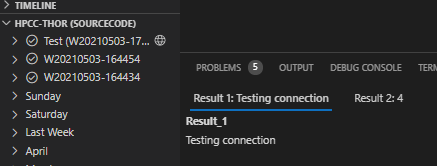 TIMELINE
HPCC-THOR (SOURCECODE)
Test (W20210503-17...
W20210503-164454
W20210503-164434
Sunday
Saturday
Last Week
April
PROBLEMS 5 OUTPUT DEBUG CONSOLE TERM
Result 1: Testing connection Result 2: 4
Result_1
Testing connection